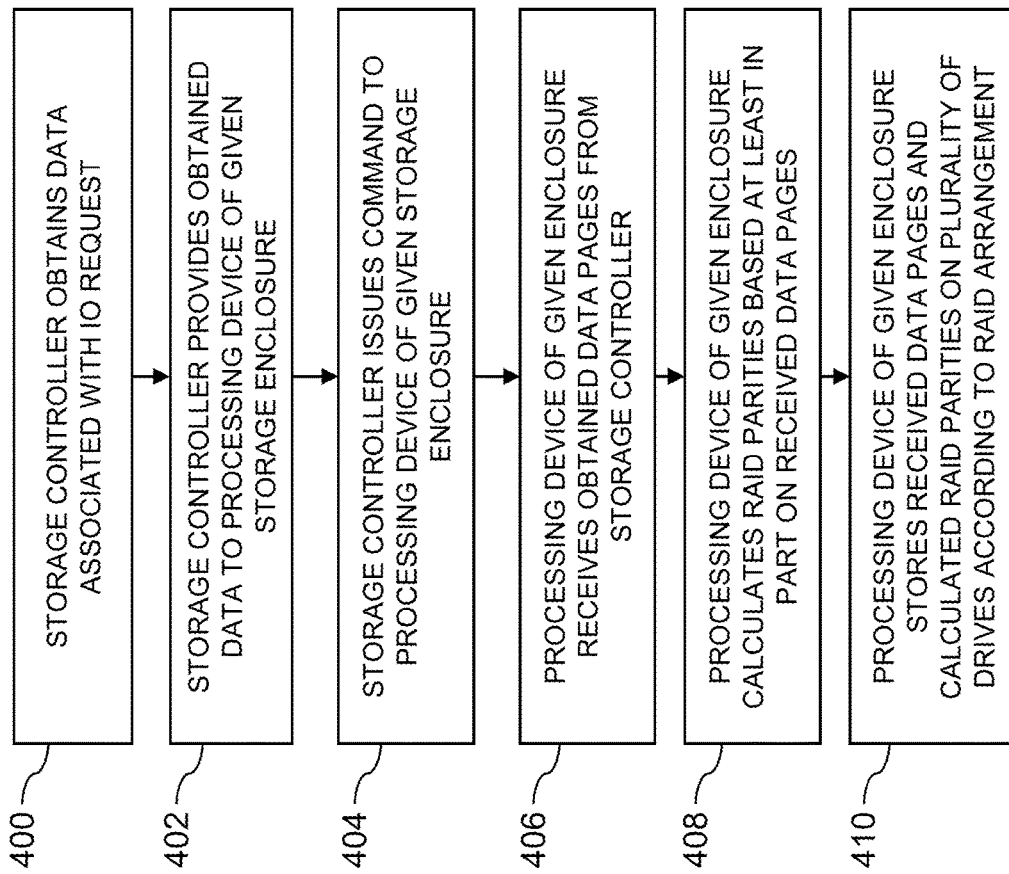 400
STORAGE CONTROLLER OBTAINS DATA
ASSOCIATED WITH IO REQUEST
402
STORAGE CONTROLLER PROVIDES OBTAINED
DATA TO PROCESSING DEVICE OF GIVEN
STORAGE ENCLOSURE
404
STORAGE CONTROLLER ISSUES COMMAND TO
PROCESSING DEVICE OF GIVEN STORAGE
ENCLOSURE
406
PROCESSING DEVICE OF GIVEN ENCLOSURE
RECEIVES OBTAINED DATA PAGES FROM
STORAGE CONTROLLER
408
PROCESSING DEVICE OF GIVEN ENCLOSURE
CALCULATES RAID PARITIES BASED AT LEAST IN
PART ON RECEIVED DATA PAGES
410
PROCESSING DEVICE OF GIVEN ENCLOSURE
STORES RECEIVED DATA PAGES AND
CALCULATED RAID PARITIES ON PLURALITY OF
DRIVES ACCORDING TO RAID ARRANGEMENT